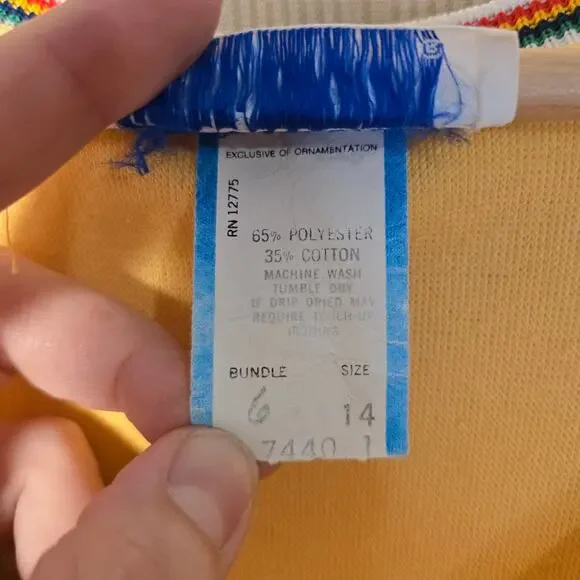 ®
EXCLUSIVE OF ORNAMENTATION
RN 12775
65% POLYESTER
35% COTTON
MACHINE WASH
TUMBLE DRY
IF DRIP DRIED MAY
REQUIRE TOUCH-UP
IRONING
BUNDLE SIZE
6 14
7440 1